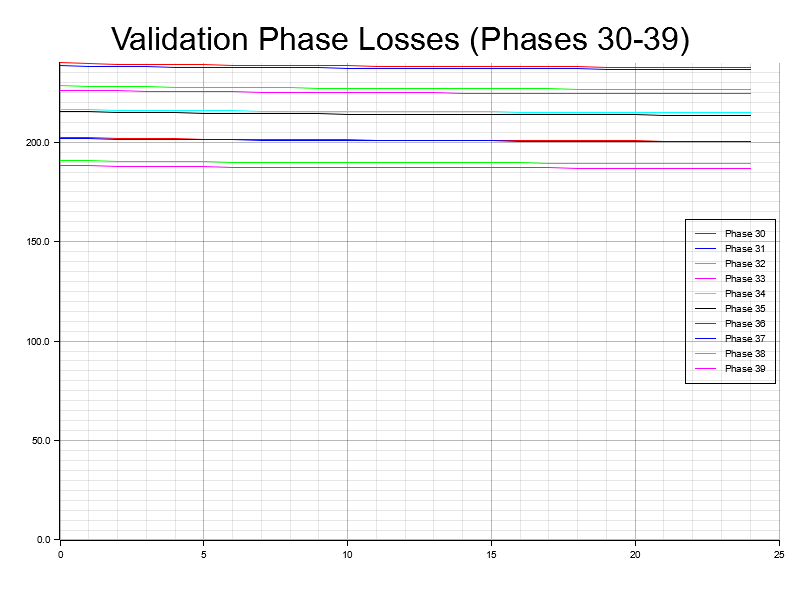 Validation Phase Losses (Phases 30-39)
200.0
150.0
100.0
50.0
0.0
0 5 10 15 20 25
Phase 30
Phase 31
Phase 32
Phase 33
Phase 34
Phase 35
Phase 36
Phase 37
Phase 38
Phase 39